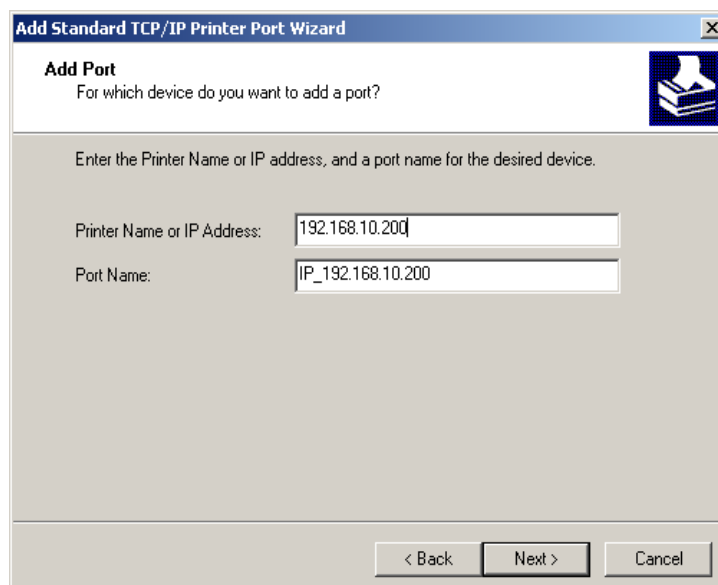 Add Standard TCP/IP Printer Port Wizard
Add Port
For which device do you want to add a port?
Enter the Printer Name or IP address, and a port name for the desired device.
Printer Name or IP Address: 192.168.10.200
Port Name: IP_192.168.10.200
< Back Next > Cancel